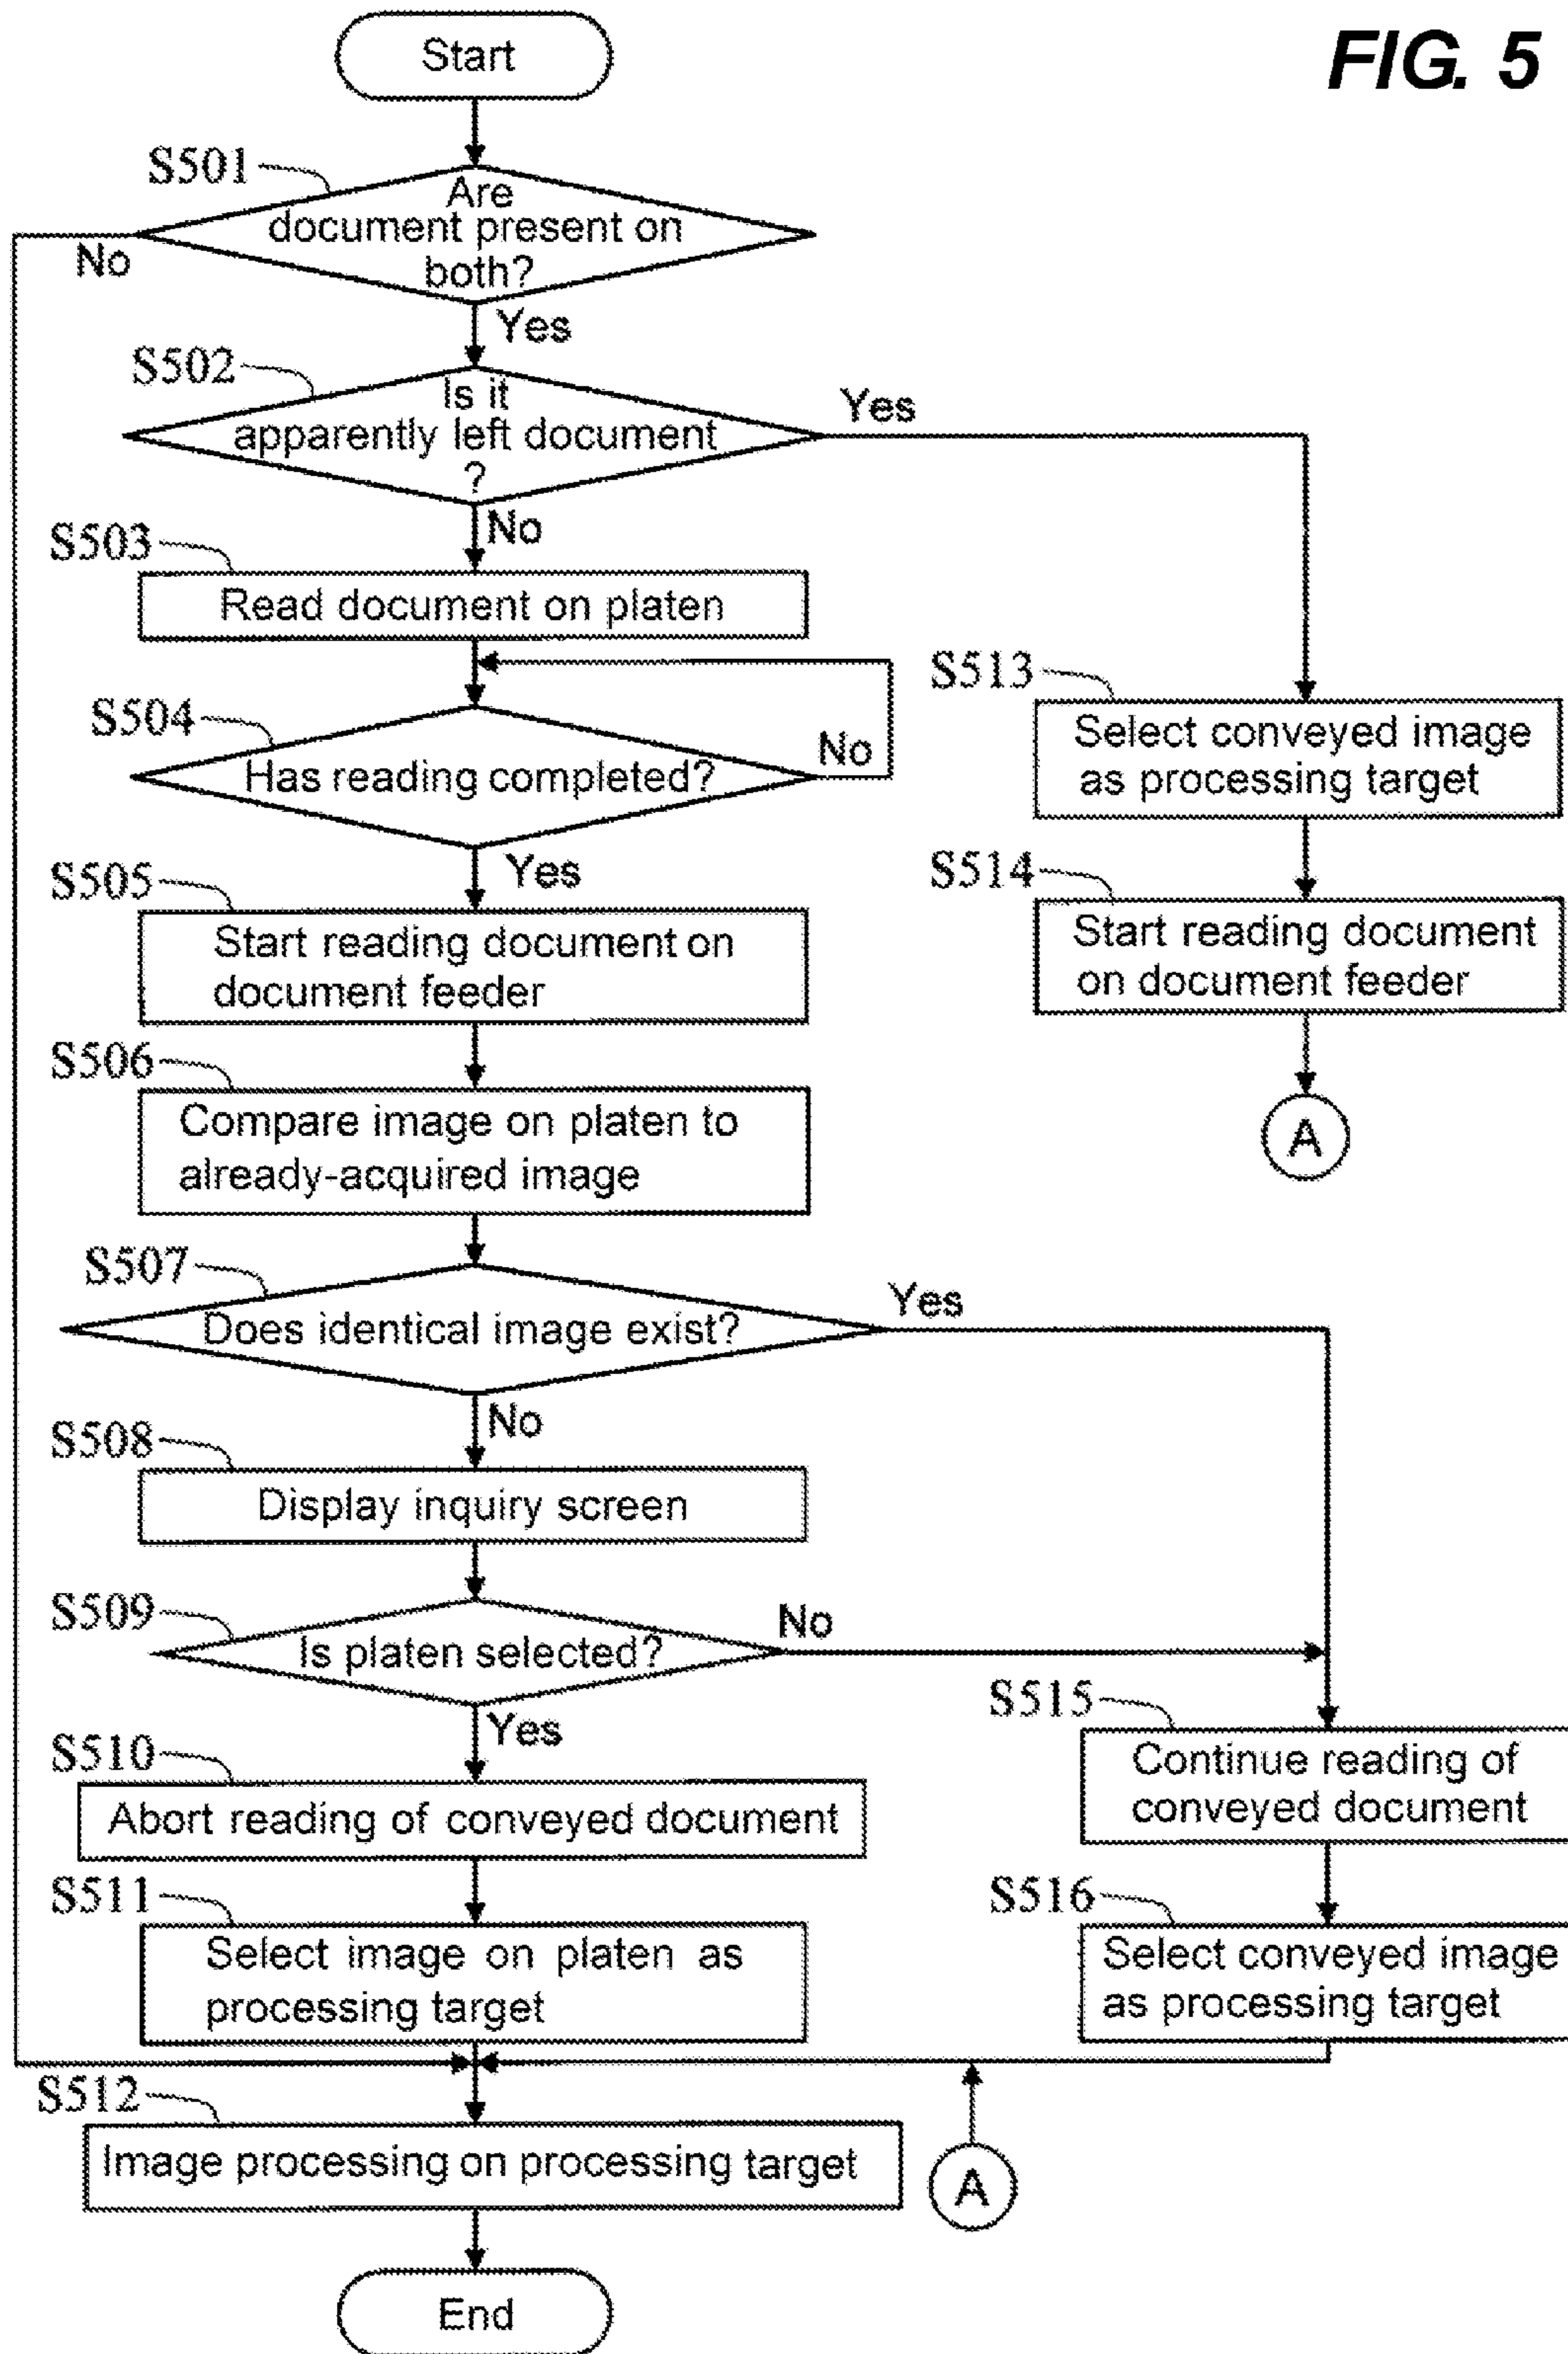 FIG. 5
Start
S501
Are
document present on
both?
No
Yes
S502
Is it
apparently left document
?
Yes
No
S503
Read document on platen
S504
Has reading completed?
No
Yes
S505
Start reading document on
document feeder
S506
Compare image on platen to
already-acquired image
S507
Does identical image exist?
Yes
No
S508
Display inquiry screen
S509
Is platen selected?
No
Yes
S510
Abort reading of conveyed document
S511
Select image on platen as
processing target
S512
Image processing on processing target
End
S513
Select conveyed image
as processing target
S514
Start reading document
on document feeder
A
S515
Continue reading of
conveyed document
S516
Select conveyed image
as processing target
A